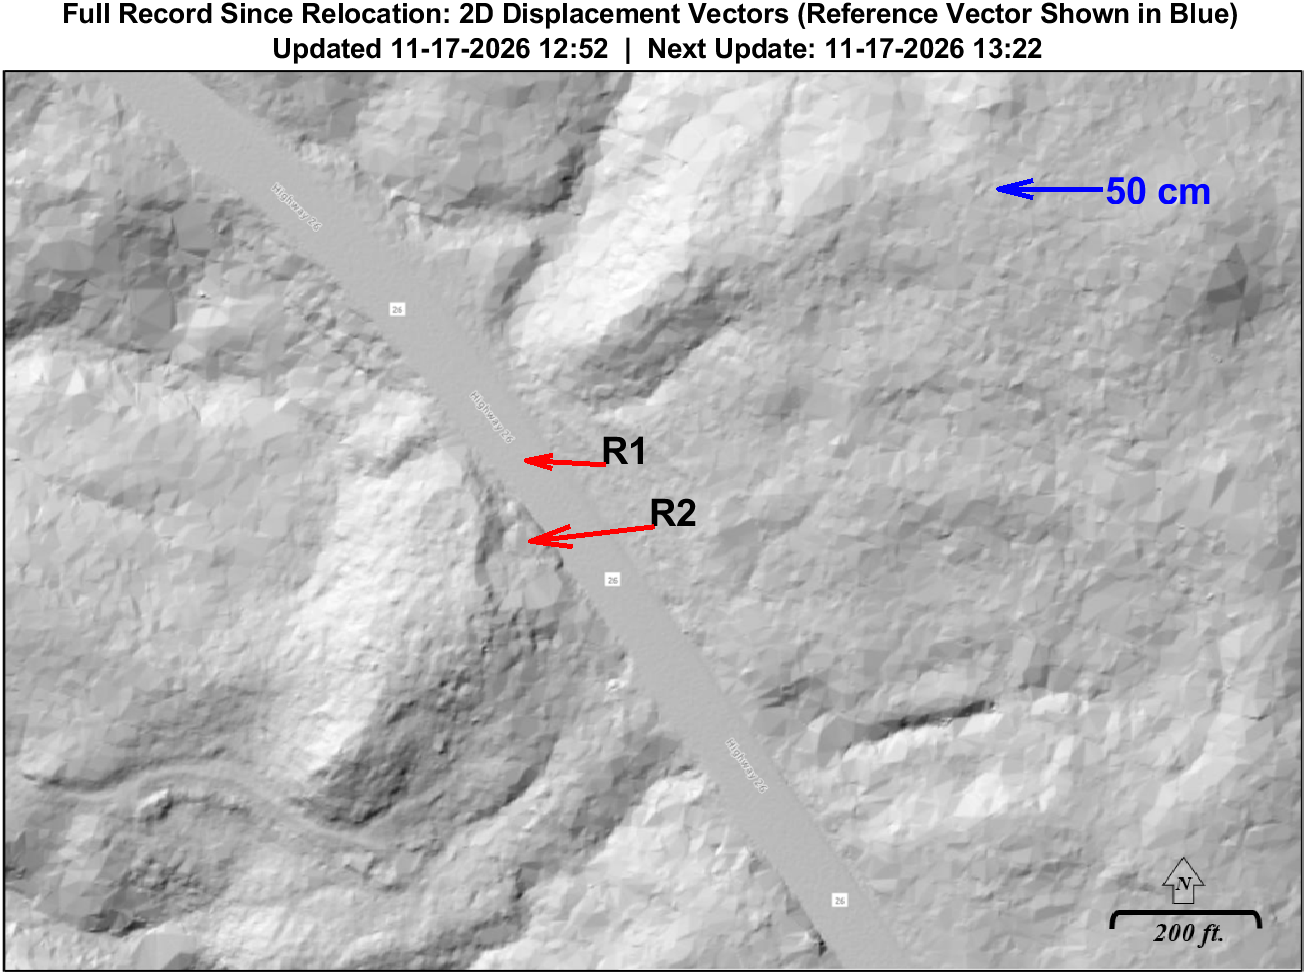 Full Record Since Relocation: 2D Displacement Vectors (Reference Vector Shown in Blue)
Updated 11-17-2026 12:52 | Next Update: 11-17-2026 13:22
50 cm
Highway 26
26
Highway 26
R1
R2
26
Highway 26
N
26
200 ft.